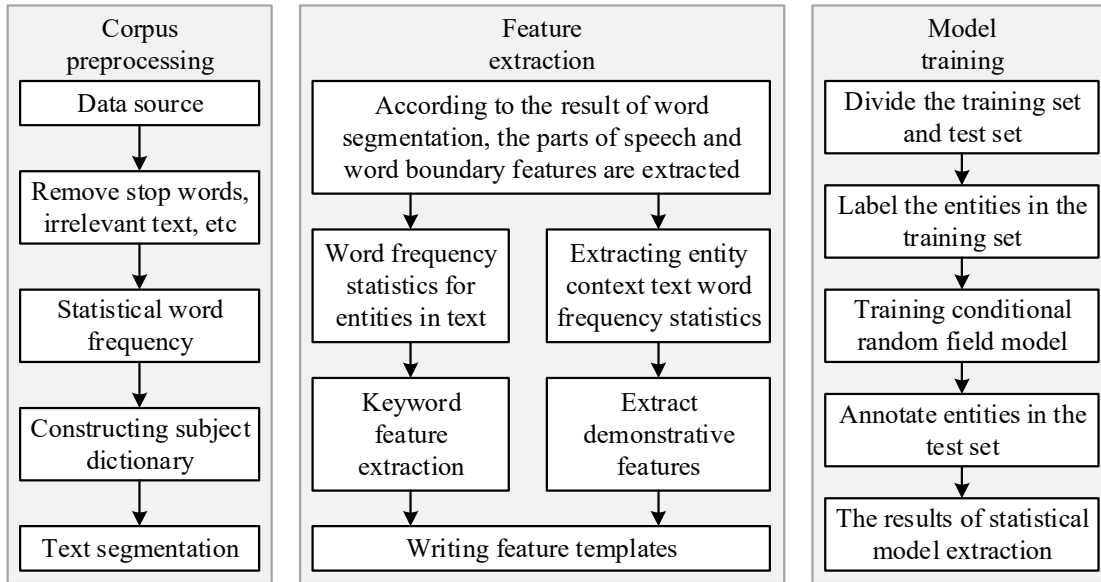 Corpus
preprocessing
Data source
Remove stop words,
irrelevant text, etc
Statistical word
frequency
Constructing subject
dictionary
Text segmentation
Feature
extraction
According to the result of word
segmentation, the parts of speech and
word boundary features are extracted
Word frequency
statistics for
entities in text
Keyword
feature
extraction
Extracting entity
context text word
frequency statistics
Extract
demonstrative
features
Writing feature templates
Model
training
Divide the training set
and test set
Label the entities in the
training set
Training conditional
random field model
Annotate entities in the
test set
The results of statistical
model extraction